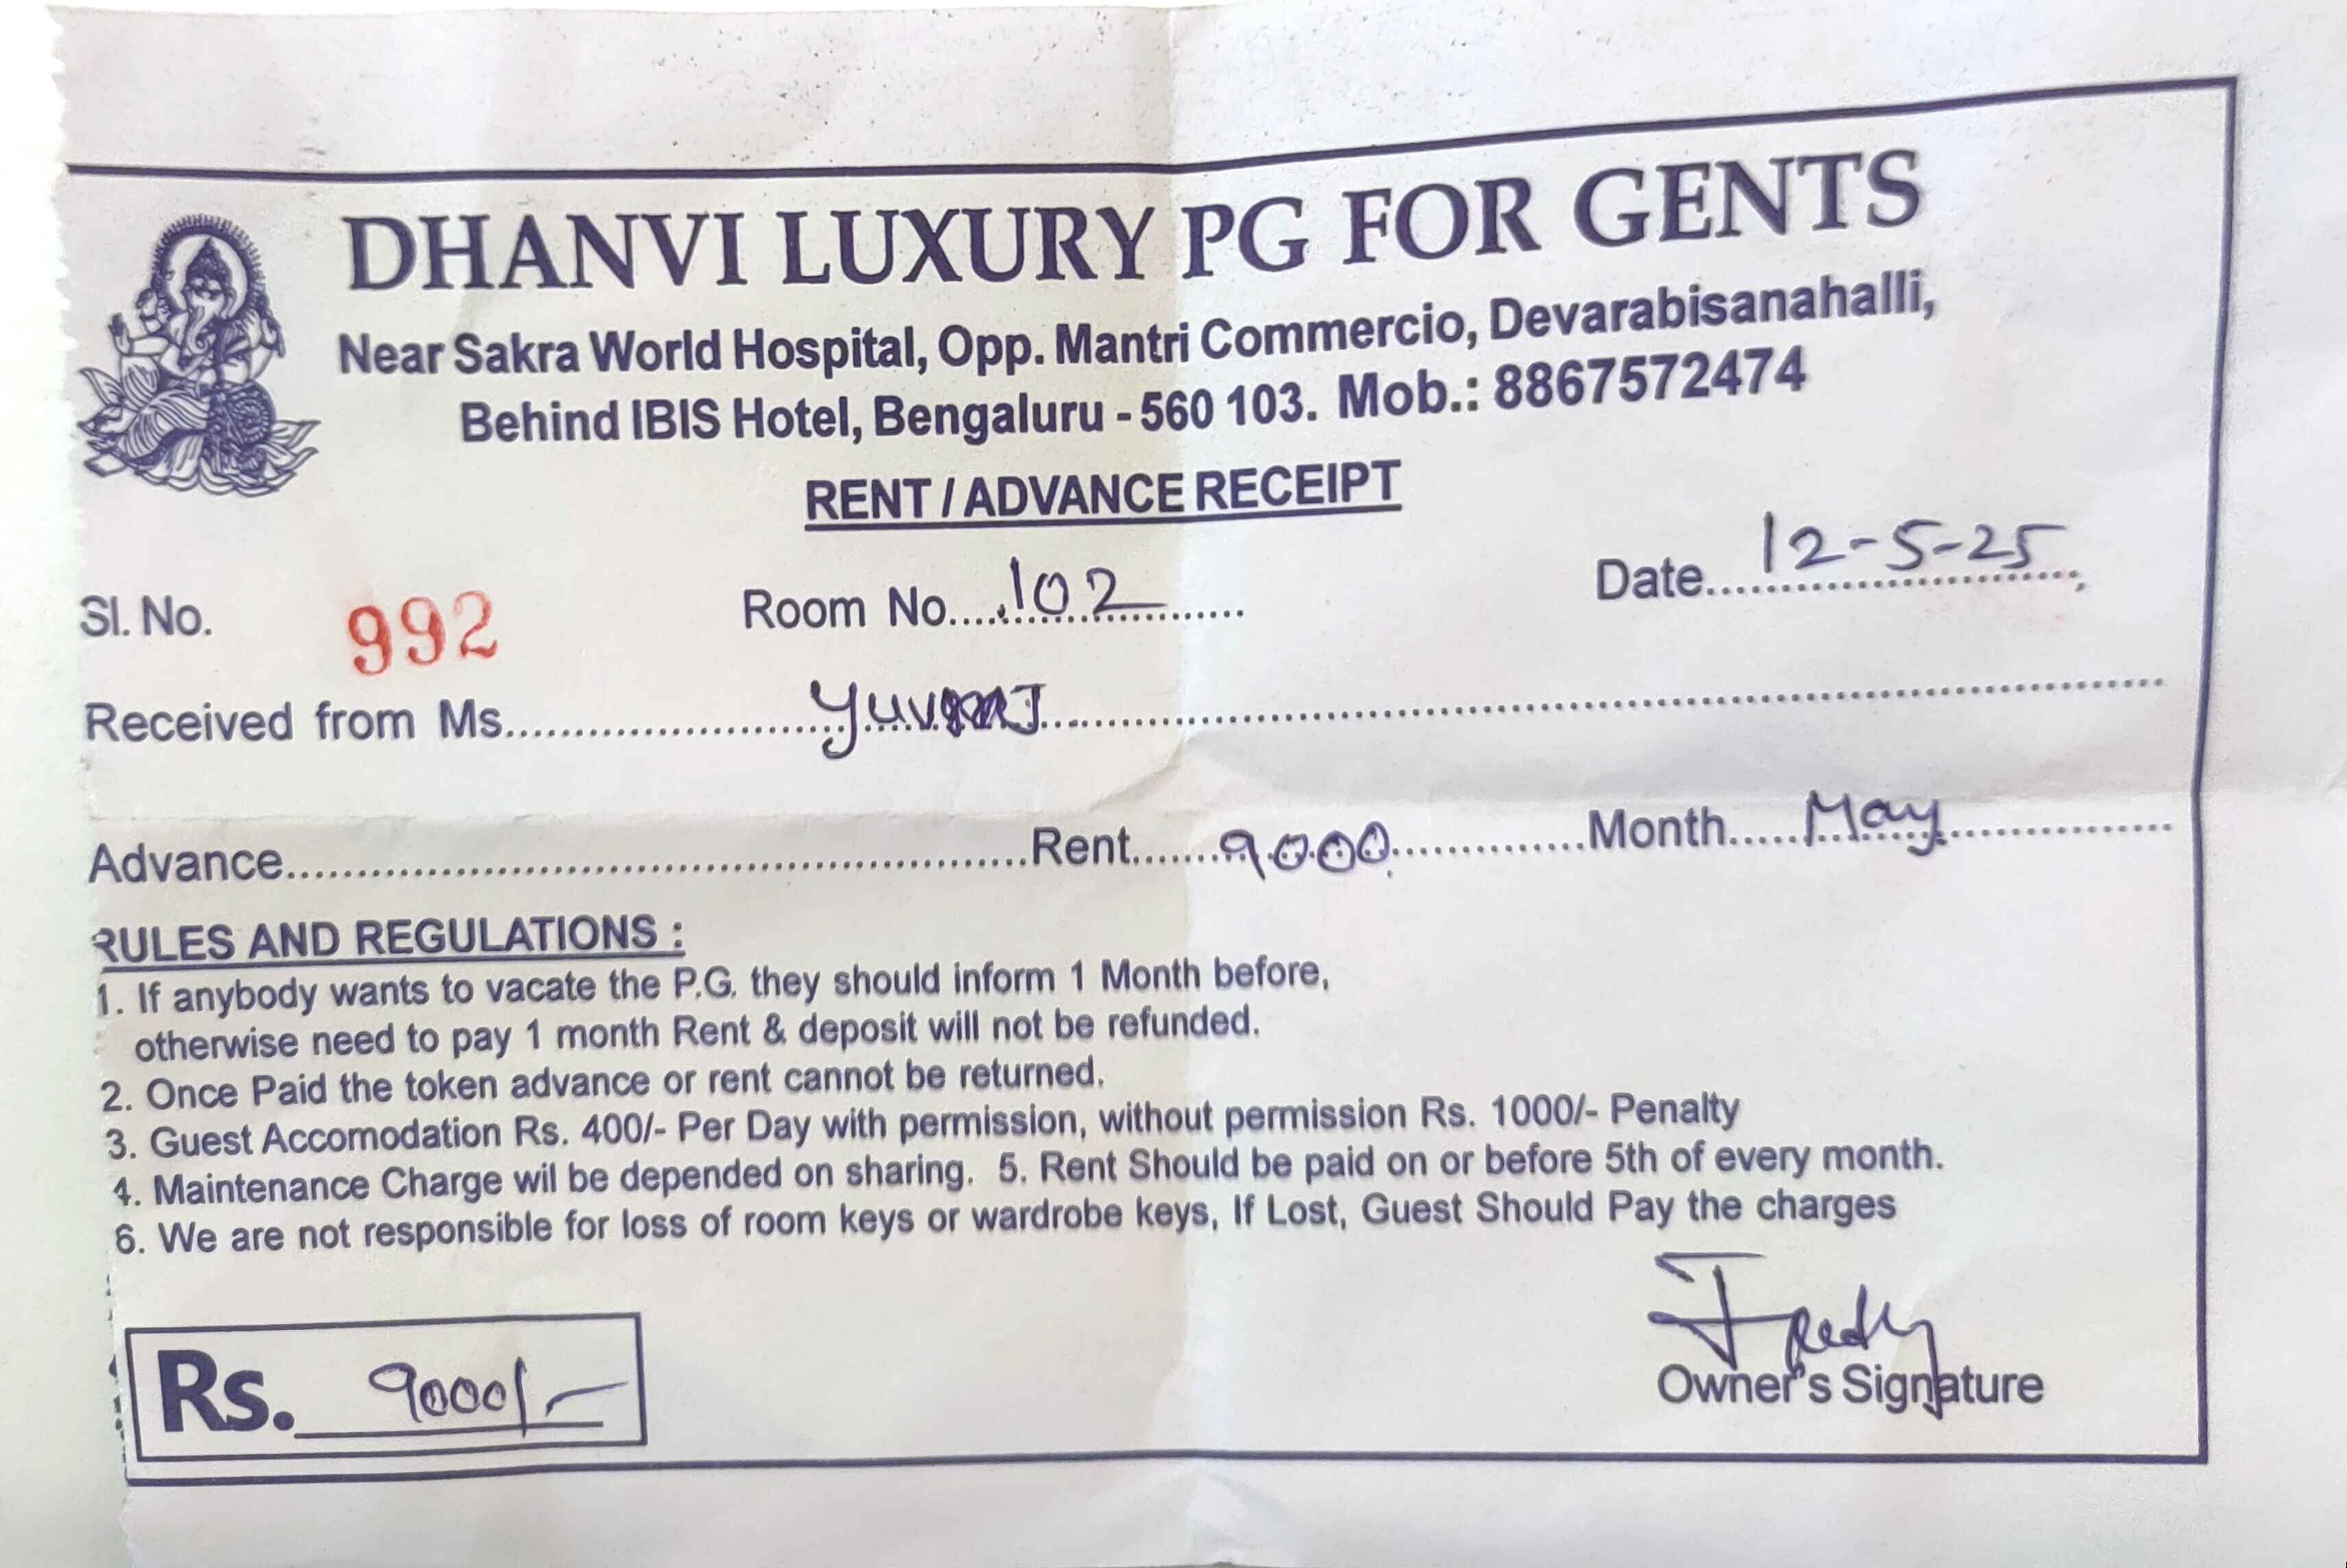 DHANVI LUXURY PG FOR GENTS
Near Sakra World Hospital, Opp. Mantri Commercio, Devarabisanahalli,
Behind IBIS Hotel, Bengaluru - 560 103. Mob.: 8867572474
RENT / ADVANCE RECEIPT
Sl. No. 992 Room No. 102 Date 12-5-25
Received from Ms.
Advance Rent 9000 Month May
RULES AND REGULATIONS :
1. If anybody wants to vacate the P.G. they should inform 1 Month before,
otherwise need to pay 1 month Rent & deposit will not be refunded.
2. Once Paid the token advance or rent cannot be returned.
3. Guest Accomodation Rs. 400/- Per Day with permission, without permission Rs. 1000/- Penalty
4. Maintenance Charge wil be depended on sharing. 5. Rent Should be paid on or before 5th of every month.
6. We are not responsible for loss of room keys or wardrobe keys, If Lost, Guest Should Pay the charges
Rs. 9000/-
Owner's Signature